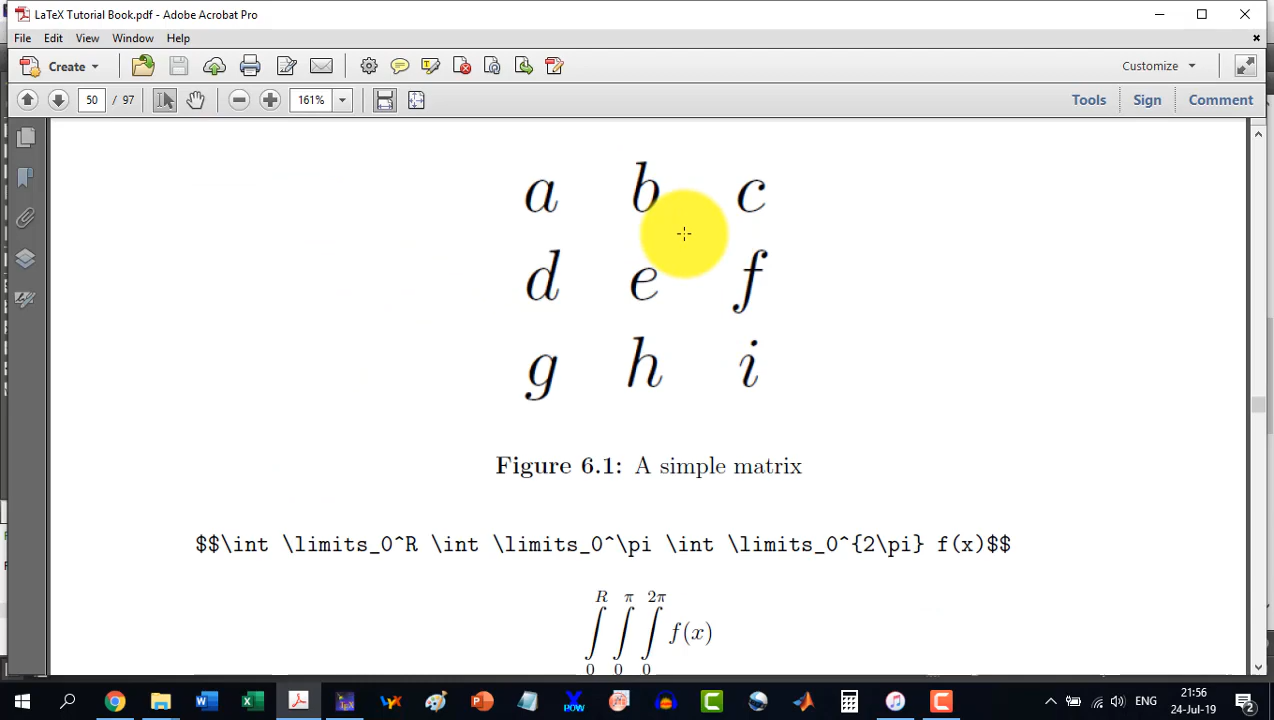 LaTeX Tutorial Book.pdf - Adobe Acrobat Pro
File Edit View Window Help
Create Customize
50 / 97 161% Tools Sign Comment
a b c
d e f
g h i
Figure 6.1: A simple matrix
$$\int \limits_0^R \int \limits_0^\pi \int \limits_0^{2\pi} f(x)$$
R π 2π
∫ ∫ ∫ f(x)
0 0 0
ENG 21:56
24-Jul-19 2